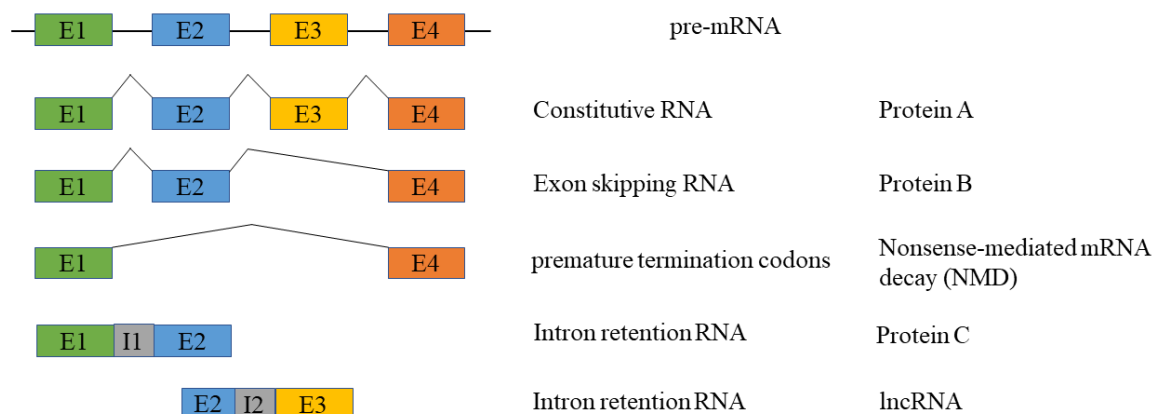 E1 E2 E3 E4 pre-mRNA
E1 E2 E3 E4 Constitutive RNA Protein A
E1 E2 E4 Exon skipping RNA Protein B
E1 E4 premature termination codons Nonsense-mediated mRNA
decay (NMD)
E1 I1 E2 Intron retention RNA Protein C
E2 I2 E3 Intron retention RNA lncRNA